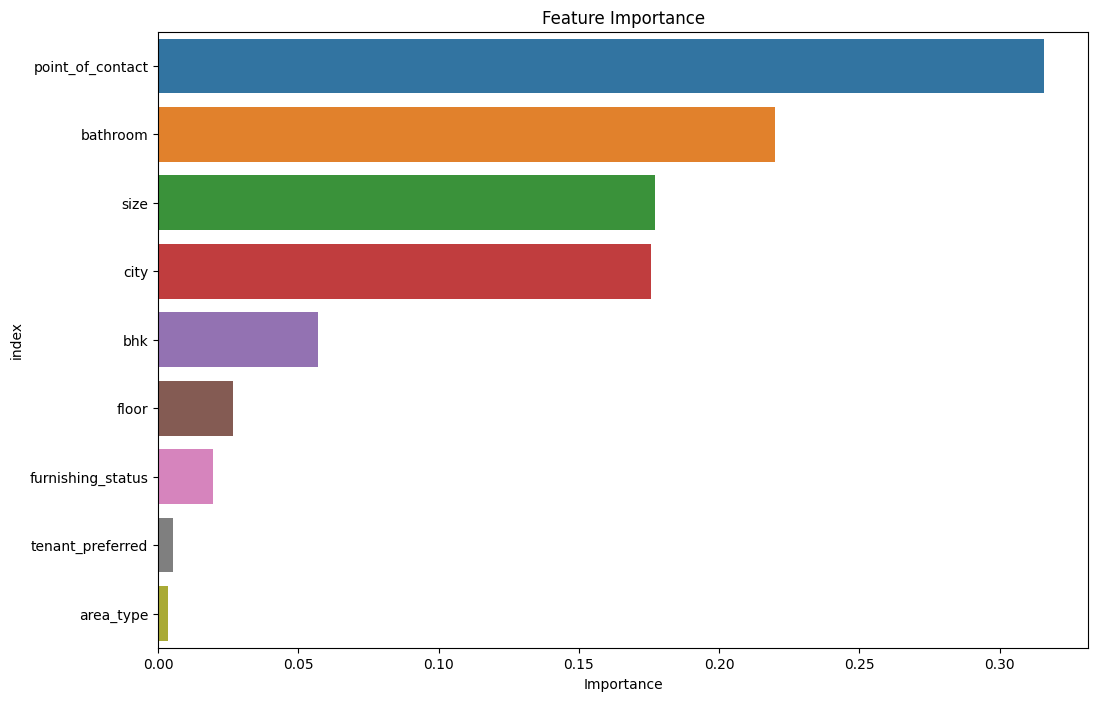 Feature Importance
point_of_contact
bathroom
size
city
bhk
floor
furnishing_status
tenant_preferred
area_type
index
0.00 0.05 0.10 0.15 0.20 0.25 0.30
Importance